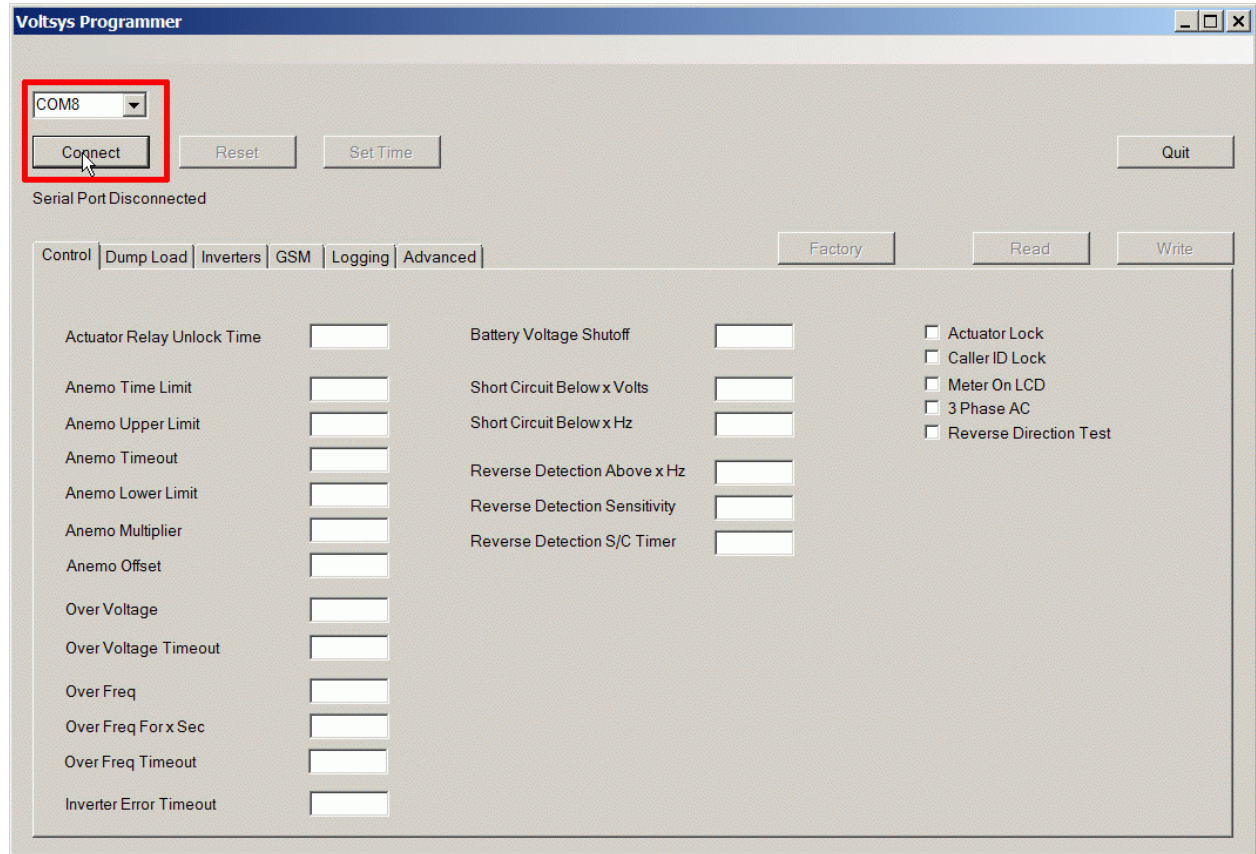 Voltsys Programmer
COM8
Connect Reset Set Time Quit
Serial Port Disconnected
Control Dump Load Inverters GSM Logging Advanced Factory Read Write
Actuator Relay Unlock Time
Anemo Time Limit
Anemo Upper Limit
Anemo Timeout
Anemo Lower Limit
Anemo Multiplier
Anemo Offset
Over Voltage
Over Voltage Timeout
Over Freq
Over Freq For x Sec
Over Freq Timeout
Inverter Error Timeout
Battery Voltage Shutoff
Short Circuit Below x Volts
Short Circuit Below x Hz
Reverse Detection Above x Hz
Reverse Detection Sensitivity
Reverse Detection S/C Timer
Actuator Lock
Caller ID Lock
Meter On LCD
3 Phase AC
Reverse Direction Test